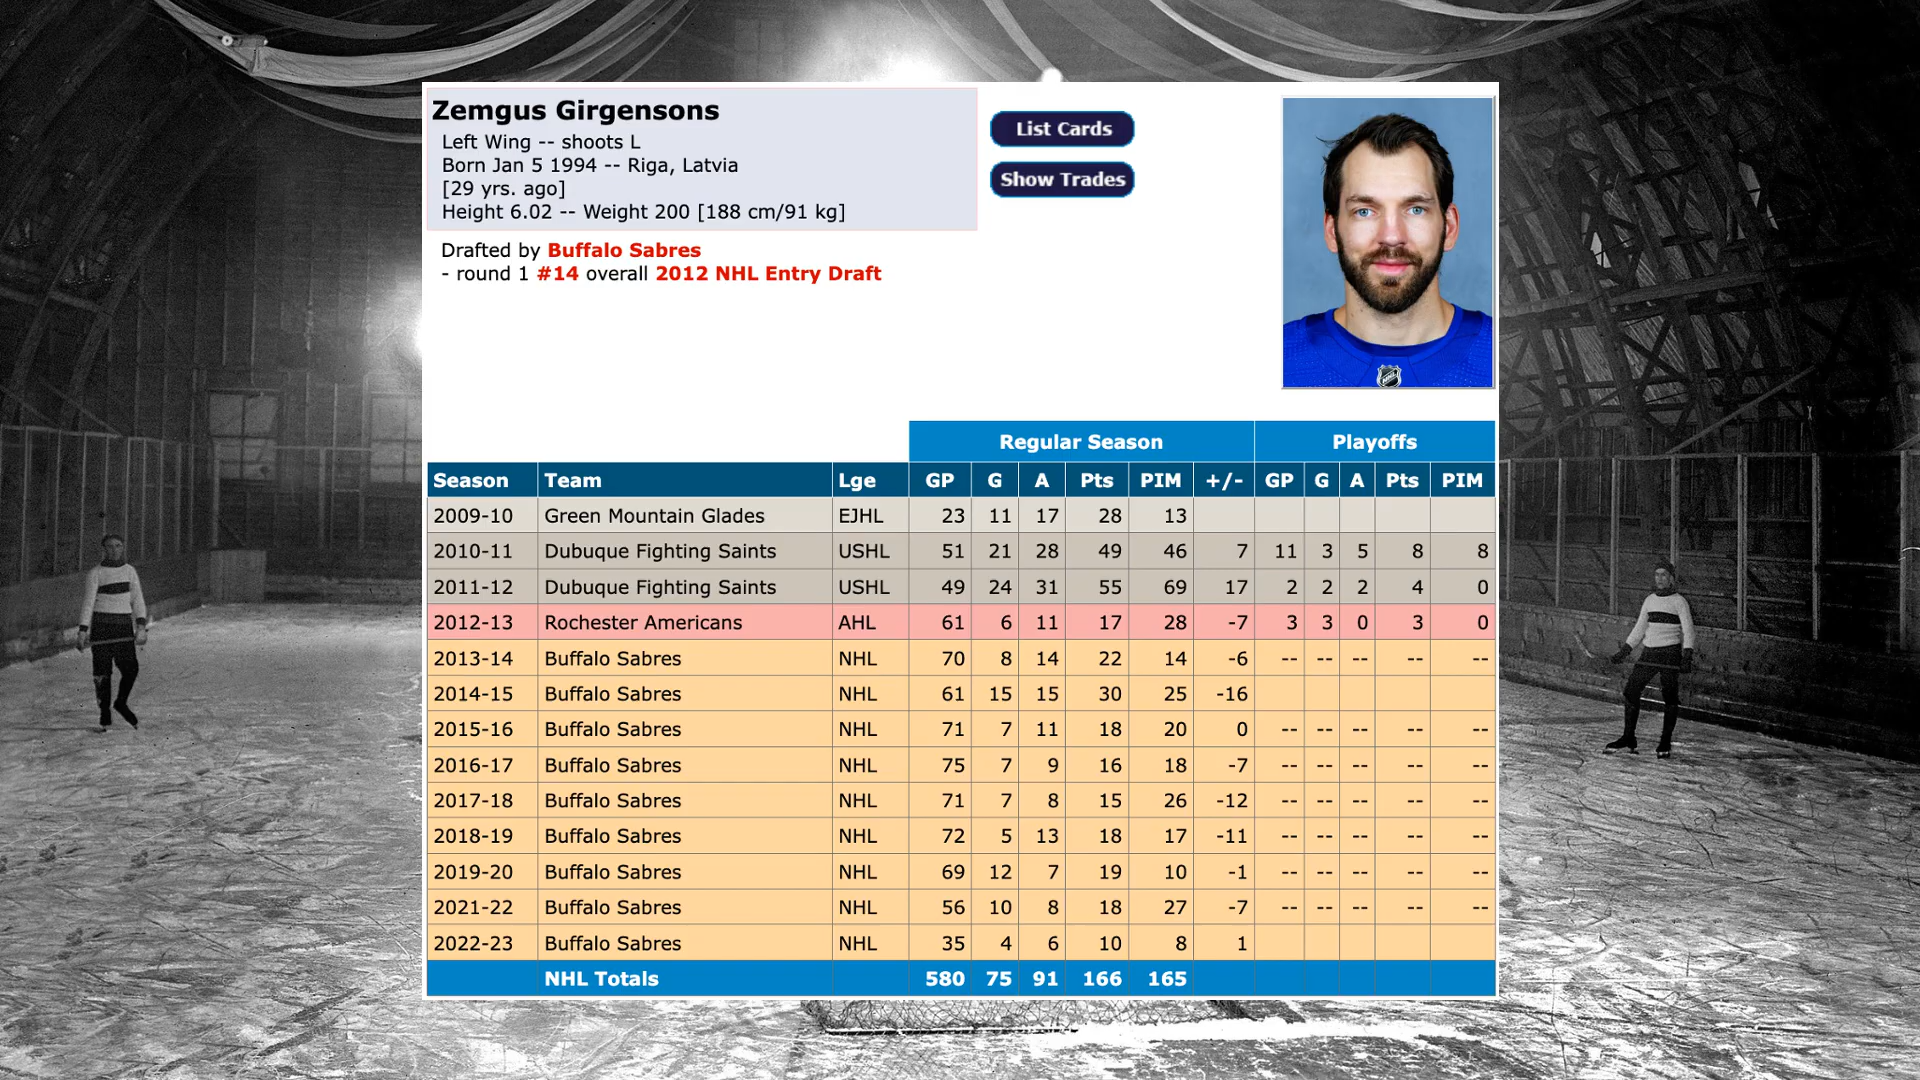 Zemgus Girgensons
Left Wing -- shoots L
Born Jan 5 1994 -- Riga, Latvia
[29 yrs. ago]
Height 6.02 -- Weight 200 [188 cm/91 kg]
Drafted by Buffalo Sabres
- round 1 #14 overall 2012 NHL Entry Draft
List Cards
Show Trades
Regular Season Playoffs
Season Team Lge GP G A Pts PIM +/- GP G A Pts PIM
2009-10 Green Mountain Glades EJHL 23 11 17 28 13
2010-11 Dubuque Fighting Saints USHL 51 21 28 49 46 7 11 3 5 8 8
2011-12 Dubuque Fighting Saints USHL 49 24 31 55 69 17 2 2 2 4 0
2012-13 Rochester Americans AHL 61 6 11 17 28 -7 3 3 0 3 0
2013-14 Buffalo Sabres NHL 70 8 14 22 14 -6 -- -- -- -- --
2014-15 Buffalo Sabres NHL 61 15 15 30 25 -16
2015-16 Buffalo Sabres NHL 71 7 11 18 20 0 -- -- -- -- --
2016-17 Buffalo Sabres NHL 75 7 9 16 18 -7 -- -- -- -- --
2017-18 Buffalo Sabres NHL 71 7 8 15 26 -12 -- -- -- -- --
2018-19 Buffalo Sabres NHL 72 5 13 18 17 -11 -- -- -- -- --
2019-20 Buffalo Sabres NHL 69 12 7 19 10 -1 -- -- -- -- --
2021-22 Buffalo Sabres NHL 56 10 8 18 27 -7 -- -- -- -- --
2022-23 Buffalo Sabres NHL 35 4 6 10 8 1
NHL Totals 580 75 91 166 165